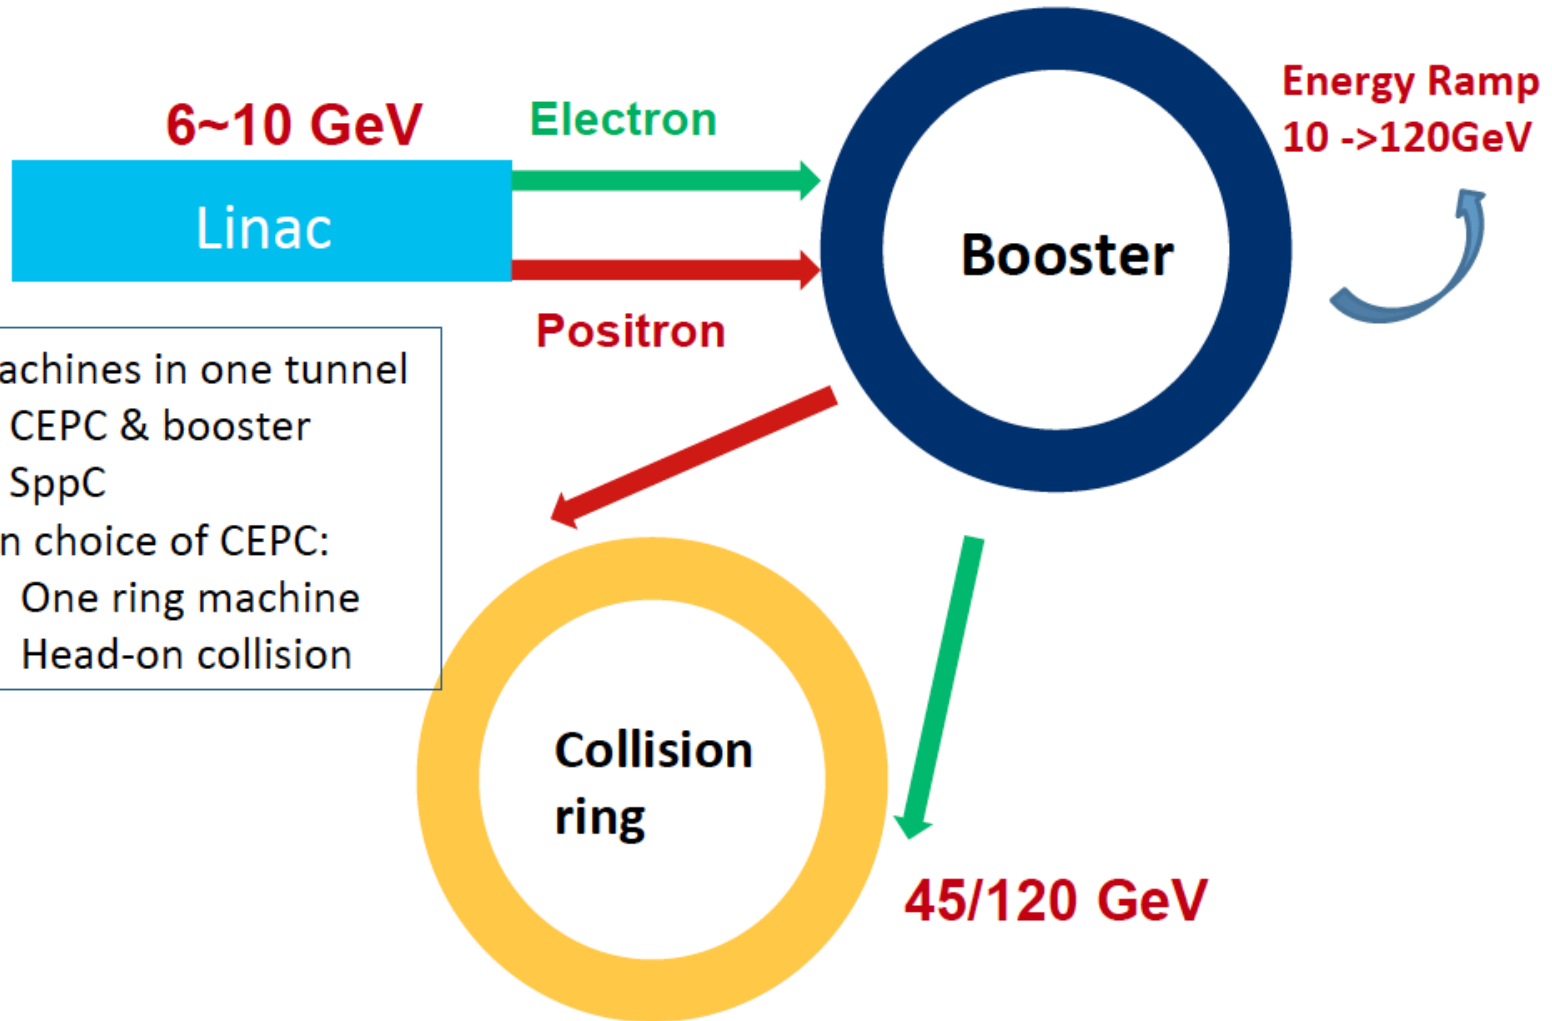 6~10 GeV
Electron
Energy Ramp
10 ->120GeV
Linac
Booster
Positron
machines in one tunnel
CEPC & booster
SppC
choice of CEPC:
One ring machine
Head-on collision
Collision
ring
45/120 GeV